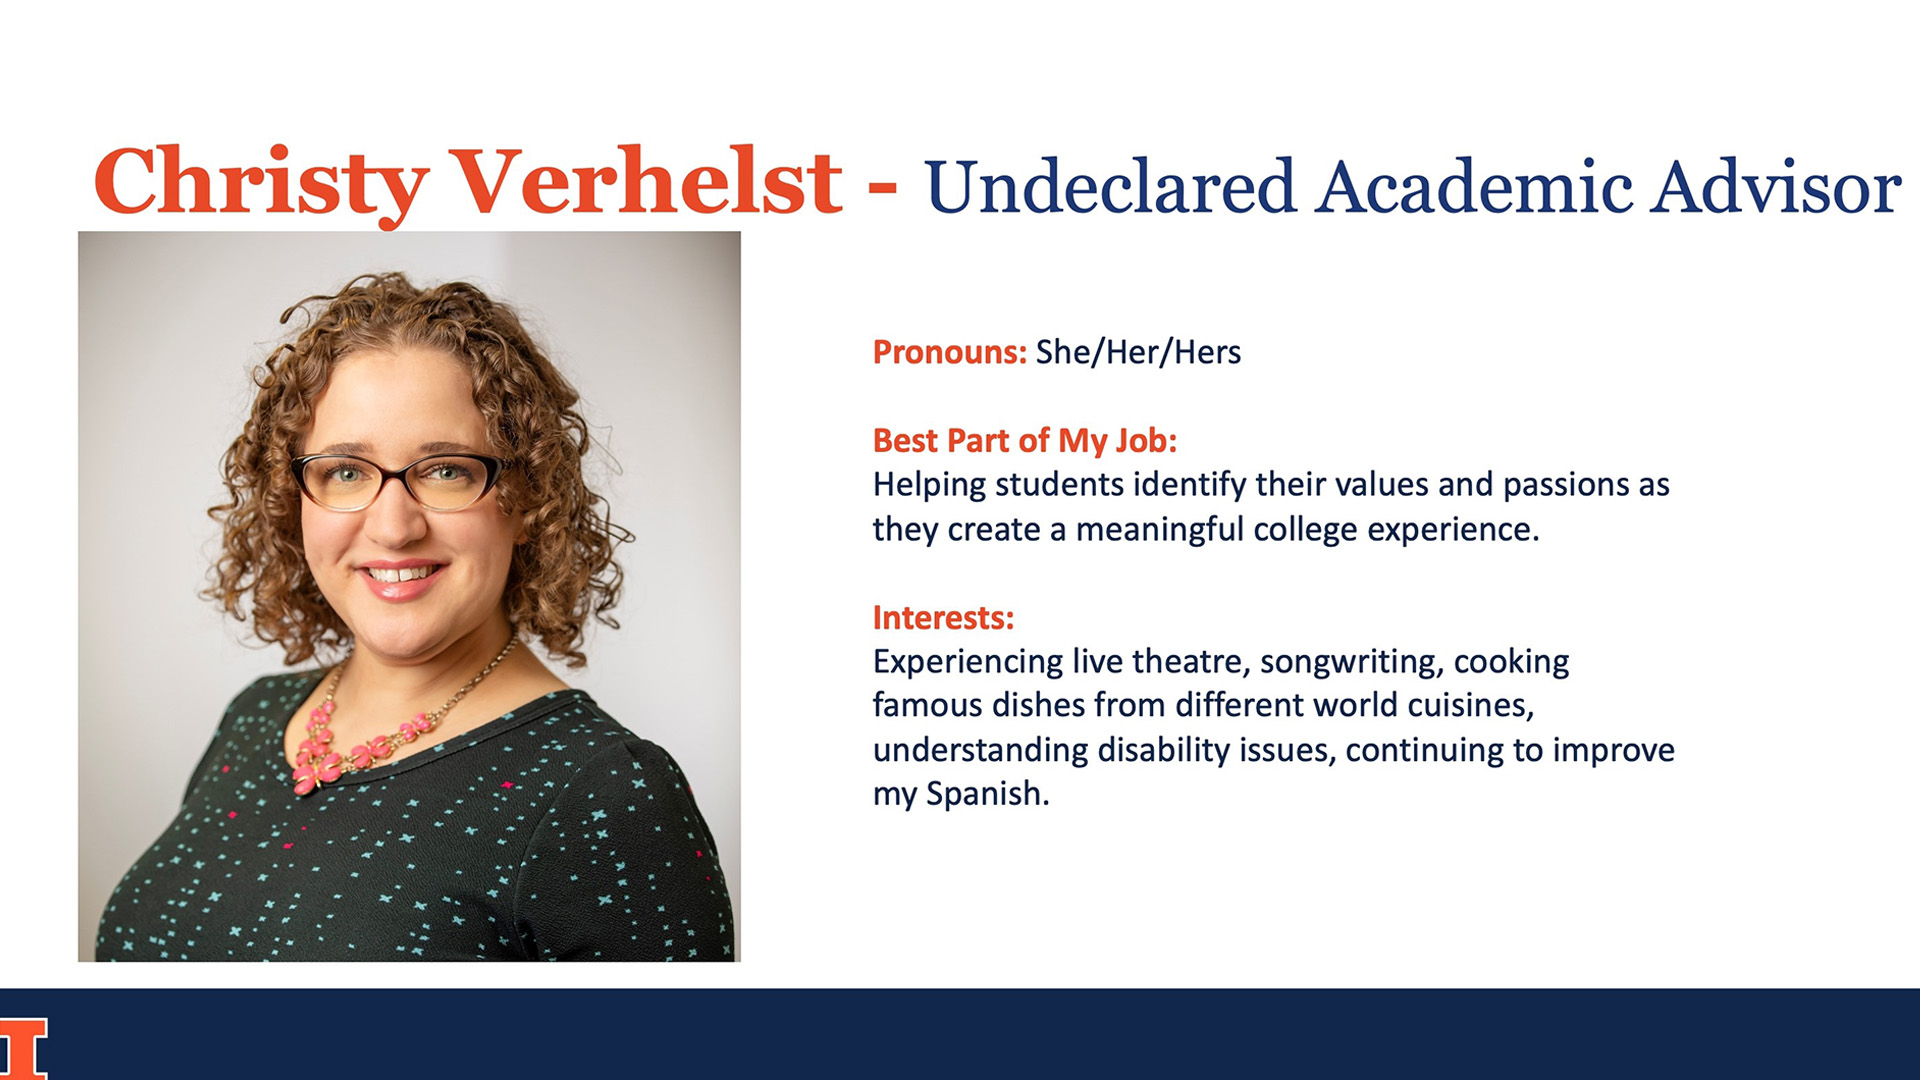 Christy Verhelst - Undeclared Academic Advisor
Pronouns: She/Her/Hers
Best Part of My Job:
Helping students identify their values and passions as
they create a meaningful college experience.
Interests:
Experiencing live theatre, songwriting, cooking
famous dishes from different world cuisines,
understanding disability issues, continuing to improve
my Spanish.
I